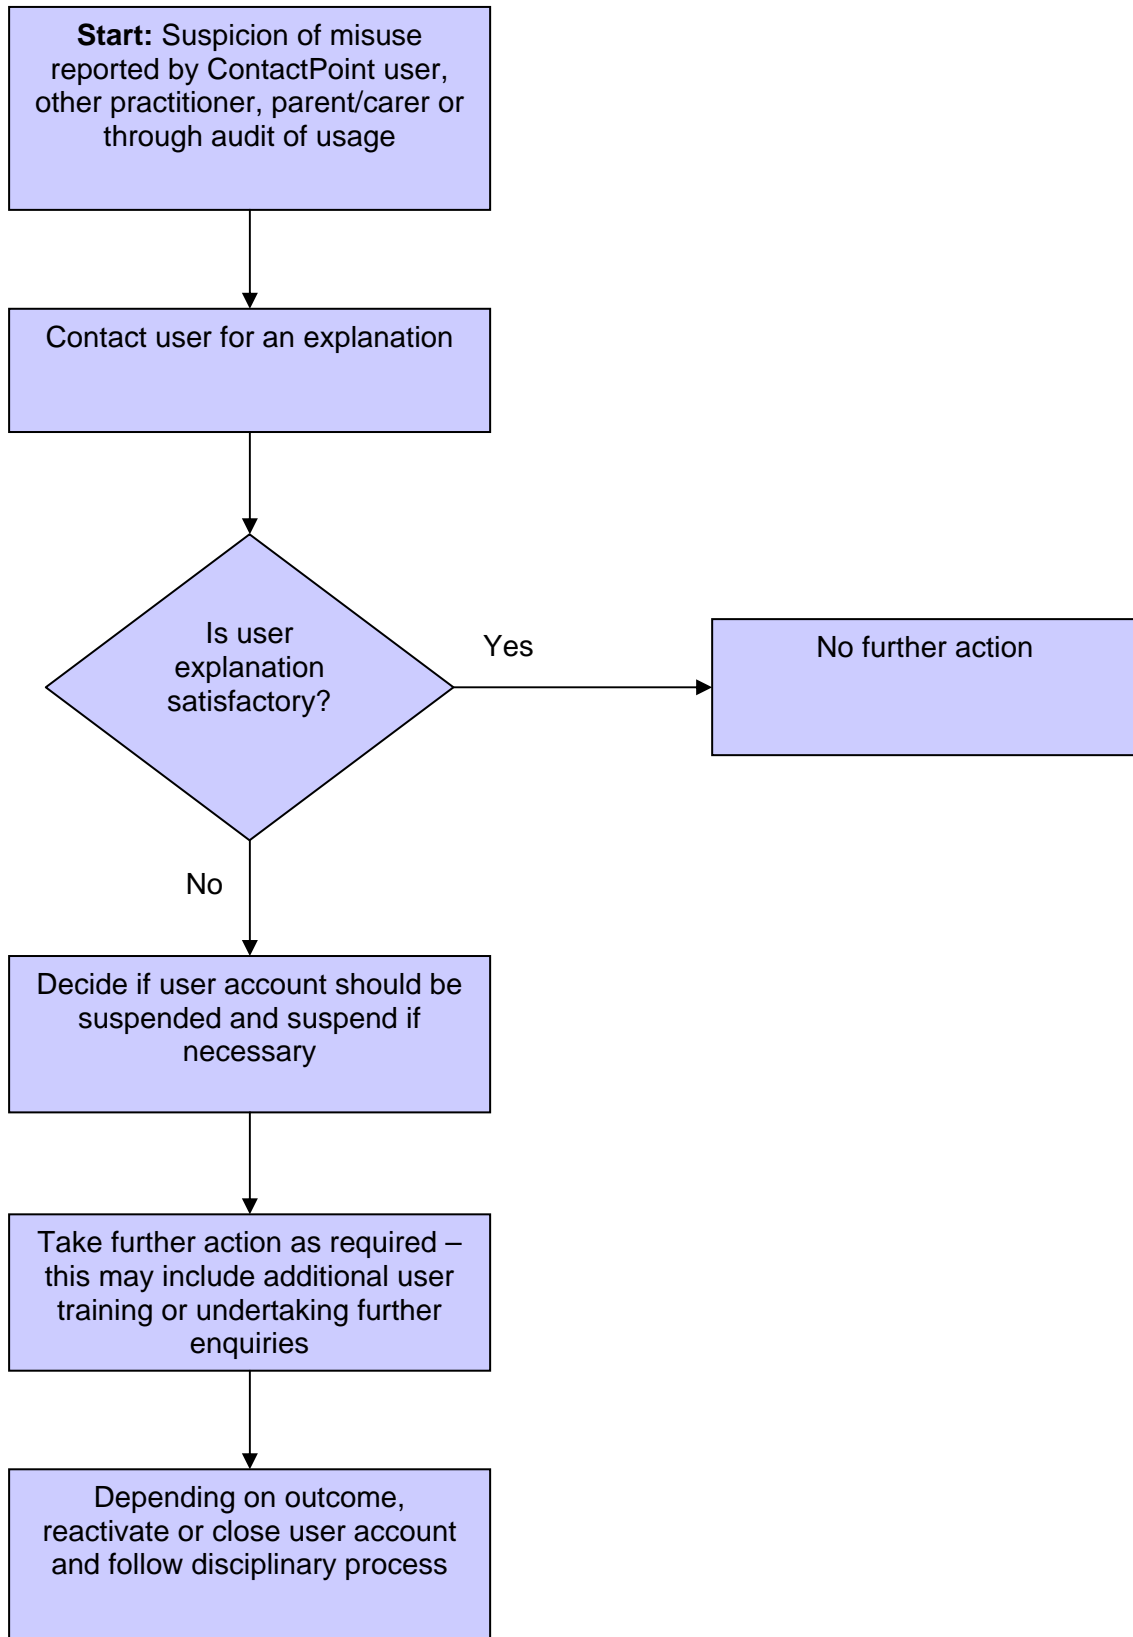 Start: Suspicion of misuse
reported by ContactPoint user,
other practitioner, parent/carer or
through audit of usage
Contact user for an explanation
Is user
explanation
satisfactory?
Yes
No further action
No
Decide if user account should be
suspended and suspend if
necessary
Take further action as required –
this may include additional user
training or undertaking further
enquiries
Depending on outcome,
reactivate or close user account
and follow disciplinary process